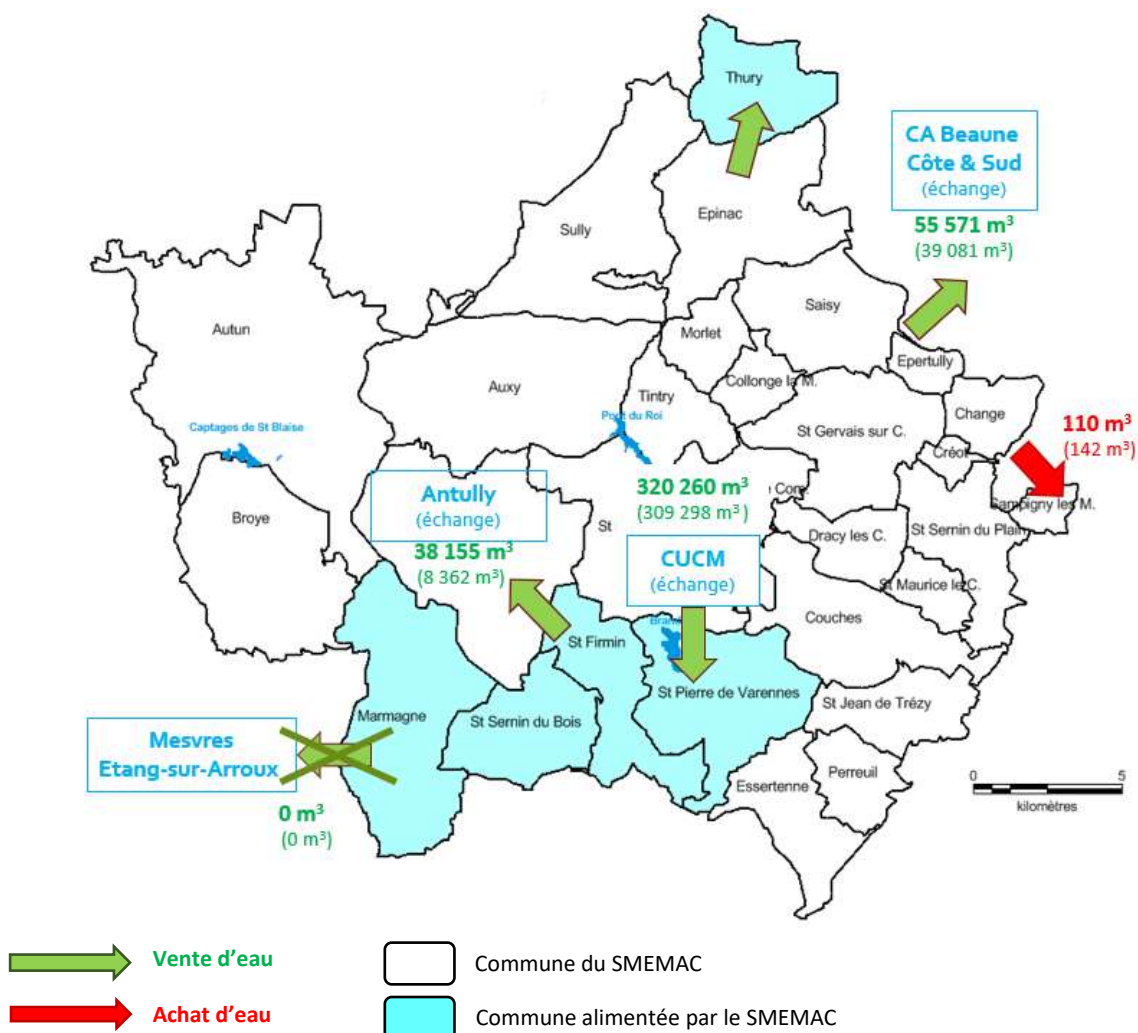 Thury
CA Beaune
Côte & Sud
(échange)
55 571 m³
(39 081 m³)
Epinac
Sully
Saisy
Autun
Morlet
Epertully
Auxy
Collonge la M.
Tintry
Change
110 m³
(142 m³)
Captages de St Blaise
Pont du Roi
St Gervais sur C.
Créot
Antully
(échange)
320 260 m³
(309 298 m³)
Sampigny les M.
Broye
St
Dracy les C.
St Sernin du Plain
38 155 m³
(8 362 m³)
CUCM
(échange)
St Maurice le C.
Couches
St Firmin
St Pierre de Varennes
St Jean de Trézy
Marmagne
St Sernin du Bois
Mesvres
Etang-sur-Arroux
Perreuil
Essertenne
0 5
kilomètres
0 m³
(0 m³)
Vente d'eau
Commune du SMEMAC
Achat d'eau
Commune alimentée par le SMEMAC